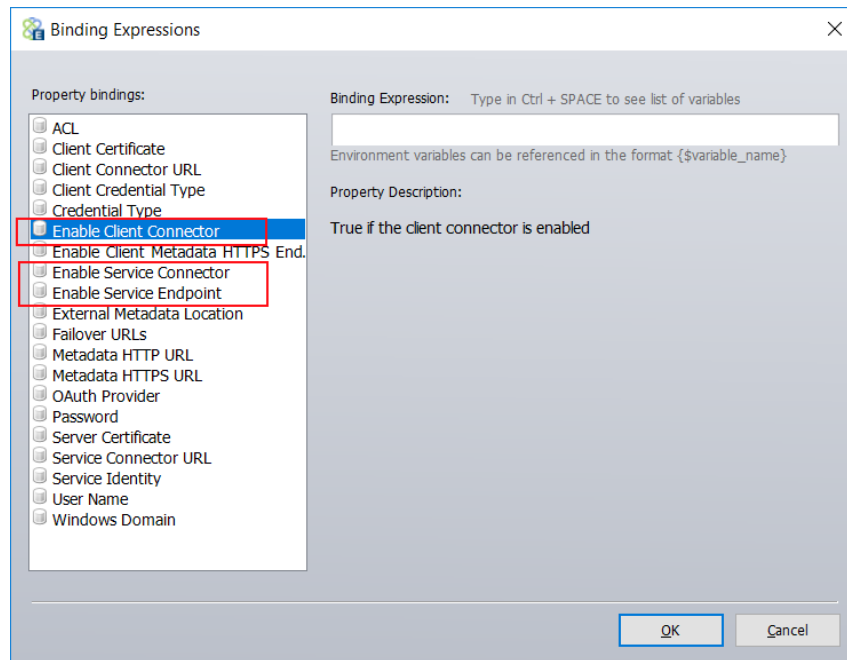 Binding Expressions
Property bindings:
ACL
Client Certificate
Client Connector URL
Client Credential Type
Credential Type
Enable Client Connector
Enable Client Metadata HTTPS End.
Enable Service Connector
Enable Service Endpoint
External Metadata Location
Failover URLs
Metadata HTTP URL
Metadata HTTPS URL
OAuth Provider
Password
Server Certificate
Service Connector URL
Service Identity
User Name
Windows Domain
Binding Expression: Type in Ctrl + SPACE to see list of variables
Environment variables can be referenced in the format {$variable_name}
Property Description:
True if the client connector is enabled
OK Cancel